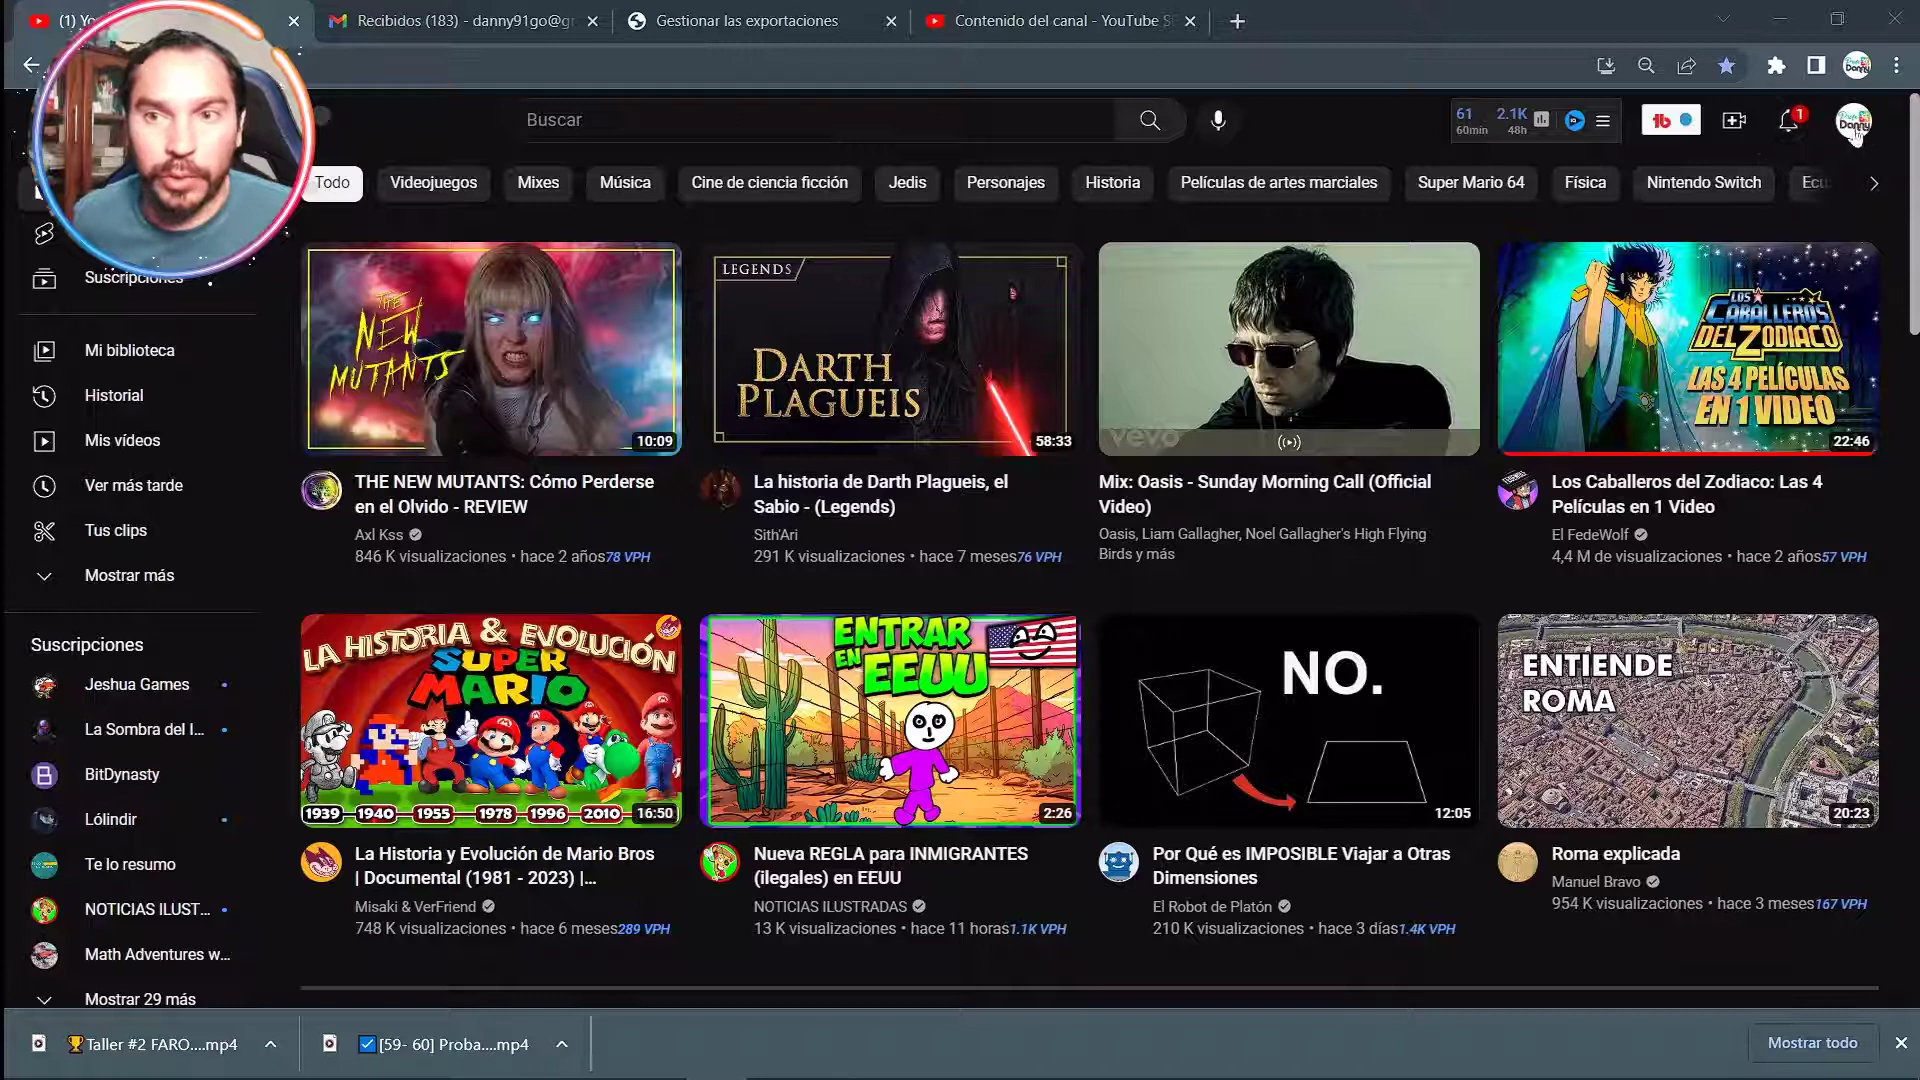 (1) Yo
Recibidos (183) - danny91go@g
Gestionar las exportaciones
Contenido del canal - YouTube S
Buscar
61
60min
2.1K
48h
1
Todo
Videojuegos
Mixes
Música
Cine de ciencia ficción
Jedis
Personajes
Historia
Películas de artes marciales
Super Mario 64
Física
Nintendo Switch
Ecu
Suscripciones
Mi biblioteca
Historial
Mis vídeos
Ver más tarde
Tus clips
Mostrar más
Suscripciones
Jeshua Games
La Sombra del I...
BitDynasty
Lólindir
Te lo resumo
NOTICIAS ILUST...
Math Adventures w...
Mostrar 29 más
THE
NEW
MUTANTS
10:09
THE NEW MUTANTS: Cómo Perderse
en el Olvido - REVIEW
Axl Kss
846 K visualizaciones • hace 2 años78 VPH
LEGENDS
DARTH
PLAGUEIS
58:33
La historia de Darth Plagueis, el
Sabio - (Legends)
Sith'Ari
291 K visualizaciones • hace 7 meses76 VPH
vevo
Mix: Oasis - Sunday Morning Call (Official
Video)
Oasis, Liam Gallagher, Noel Gallagher's High Flying
Birds y más
LOS
CABALLEROS
DEL ZODIACO
LAS 4 PELÍCULAS
EN 1 VIDEO
22:46
Los Caballeros del Zodiaco: Las 4
Películas en 1 Video
El FedeWolf
4,4 M de visualizaciones • hace 2 años57 VPH
LA HISTORIA & EVOLUCIÓN
SUPER
MARIO
1939 1940 1955 1978 1996 2010 16:50
La Historia y Evolución de Mario Bros
| Documental (1981 - 2023) |...
Misaki & VerFriend
748 K visualizaciones • hace 6 meses289 VPH
ENTRAR
EN EEUU
2:26
Nueva REGLA para INMIGRANTES
(ilegales) en EEUU
NOTICIAS ILUSTRADAS
13 K visualizaciones • hace 11 horas1.1K VPH
NO.
12:05
Por Qué es IMPOSIBLE Viajar a Otras
Dimensiones
El Robot de Platón
210 K visualizaciones • hace 3 días1.4K VPH
ENTIENDE
ROMA
20:23
Roma explicada
Manuel Bravo
954 K visualizaciones • hace 3 meses167 VPH
Taller #2 FARO....mp4
[59- 60] Proba....mp4
Mostrar todo